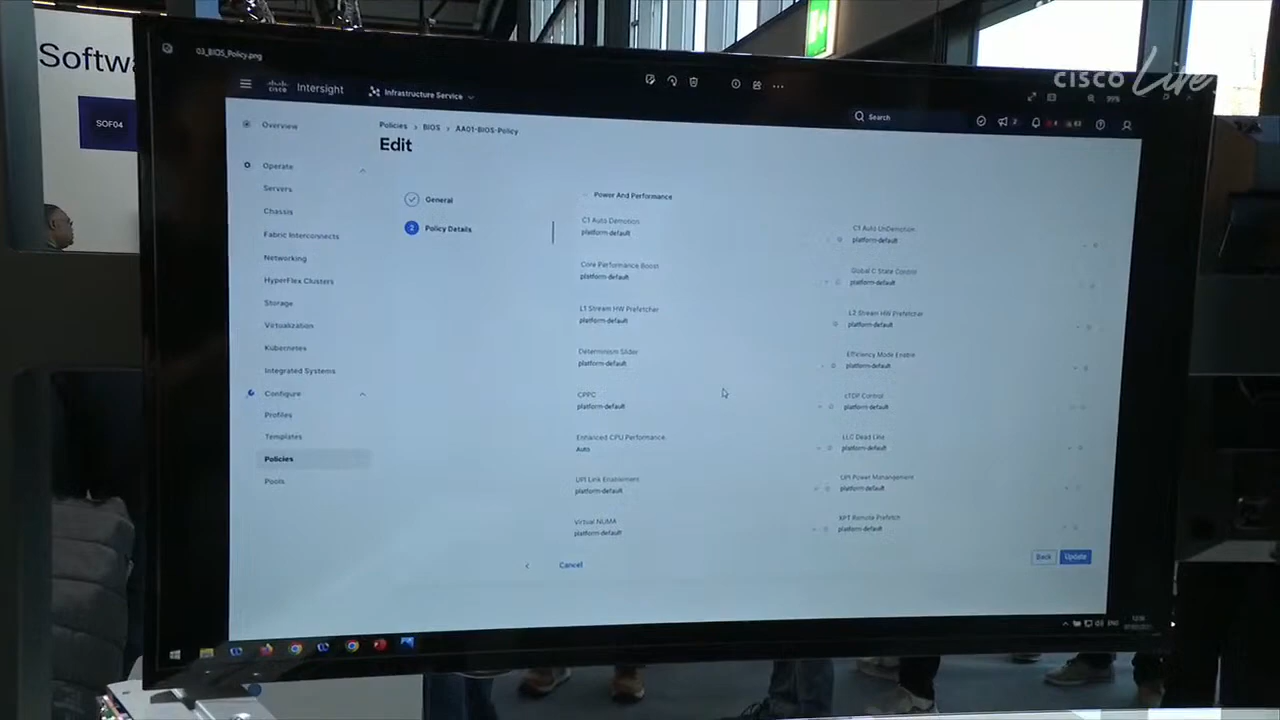 Softwa
SOF04
CISCO Live
03_BIOS_Policy.png
99%
CISCO Intersight
Infrastructure Service
Search
Overview
Operate
Servers
Chassis
Fabric Interconnects
Networking
HyperFlex Clusters
Storage
Virtualization
Kubernetes
Integrated Systems
Configure
Profiles
Templates
Policies
Pools
Policies > BIOS > AA01-BIOS-Policy
Edit
General
2 Policy Details
Power And Performance
C1 Auto Demotion
platform-default
C1 Auto UnDemotion
platform-default
Core Performance Boost
platform-default
Global C State Control
platform-default
L1 Stream HW Prefetcher
platform-default
L2 Stream HW Prefetcher
platform-default
Determinism Slider
platform-default
Efficiency Mode Enable
platform-default
CPPC
platform-default
cTDP Control
platform-default
Enhanced CPU Performance
Auto
LLC Dead Line
platform-default
UPI Link Enablement
platform-default
UPI Power Management
platform-default
Virtual NUMA
platform-default
XPT Remote Prefetch
platform-default
Cancel
Back
Update
ENG